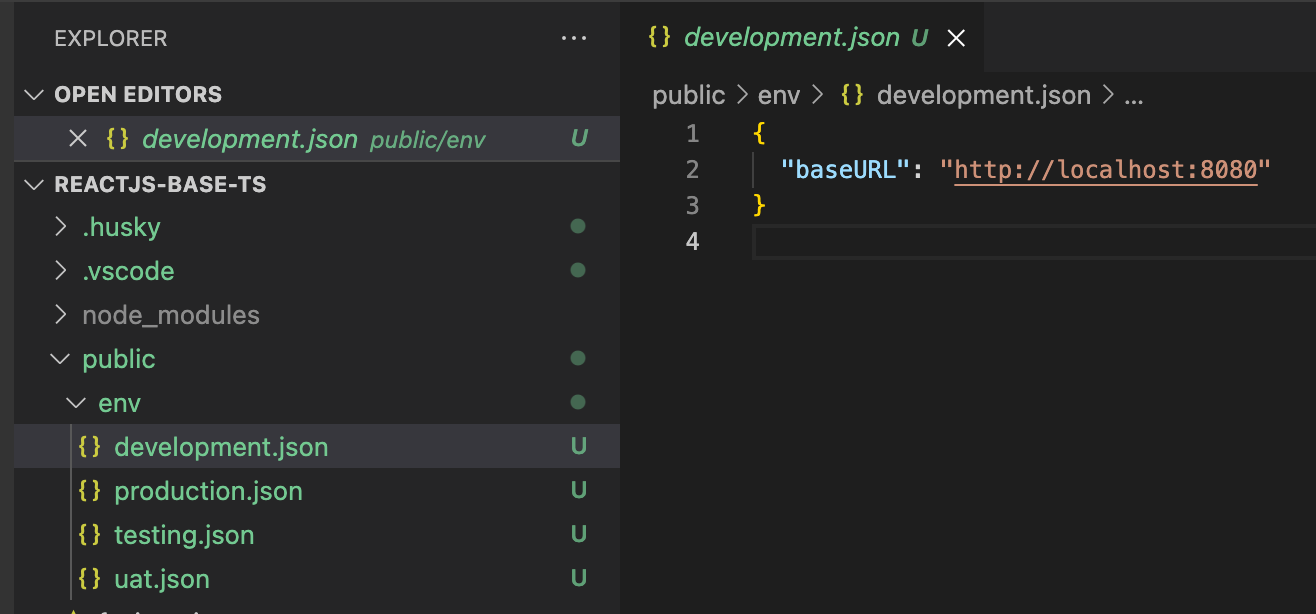 EXPLORER
OPEN EDITORS
development.json public/env U
REACTJS-BASE-TS
.husky
.vscode
node_modules
public
env
development.json U
production.json U
testing.json U
uat.json U
{} development.json U
public > env > {} development.json > ...
1 {
2 "baseURL": "http://localhost:8080"
3 }
4